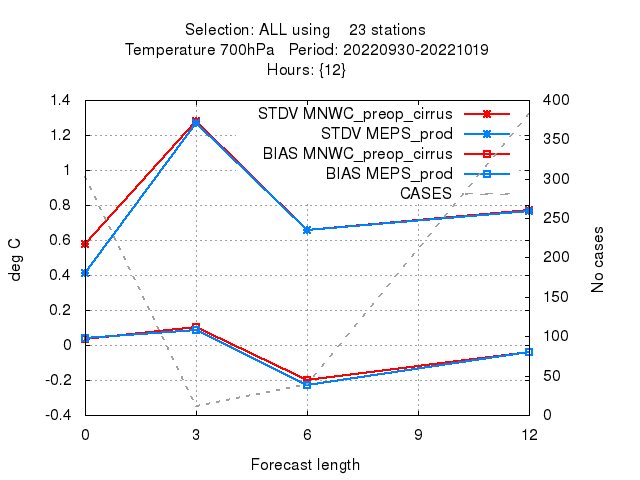 Selection: ALL using 23 stations
Temperature 700hPa Period: 20220930-20221019
Hours: {12}
1.4
1.2
1
0.8
0.6
0.4
0.2
0
-0.2
-0.4
deg C
STDV MNWC_preop_cirrus
STDV MEPS_prod
BIAS MNWC_preop_cirrus
BIAS MEPS_prod
CASES
400
350
300
250
200
150
100
50
0
No cases
0 3 6 9 12
Forecast length